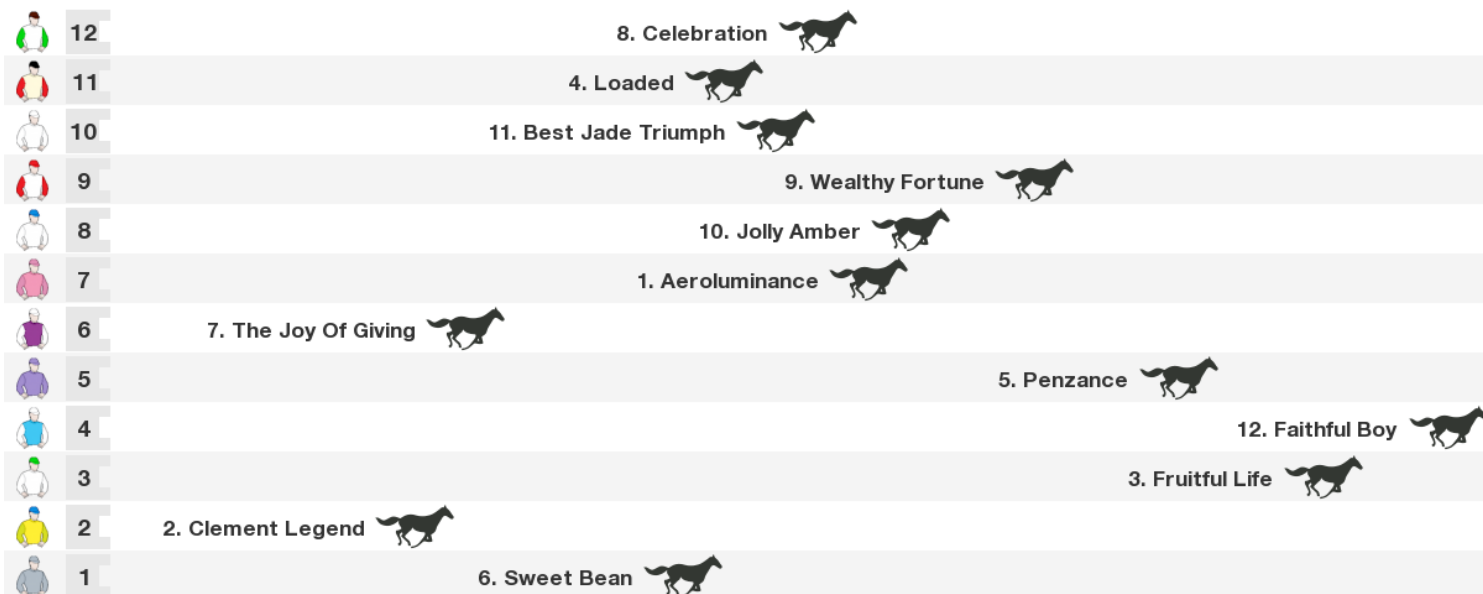 12 8. Celebration
11 4. Loaded
10 11. Best Jade Triumph
9 9. Wealthy Fortune
8 10. Jolly Amber
7 1. Aeroluminance
6 7. The Joy Of Giving
5 5. Penzance
4 12. Faithful Boy
3 3. Fruitful Life
2 2. Clement Legend
1 6. Sweet Bean